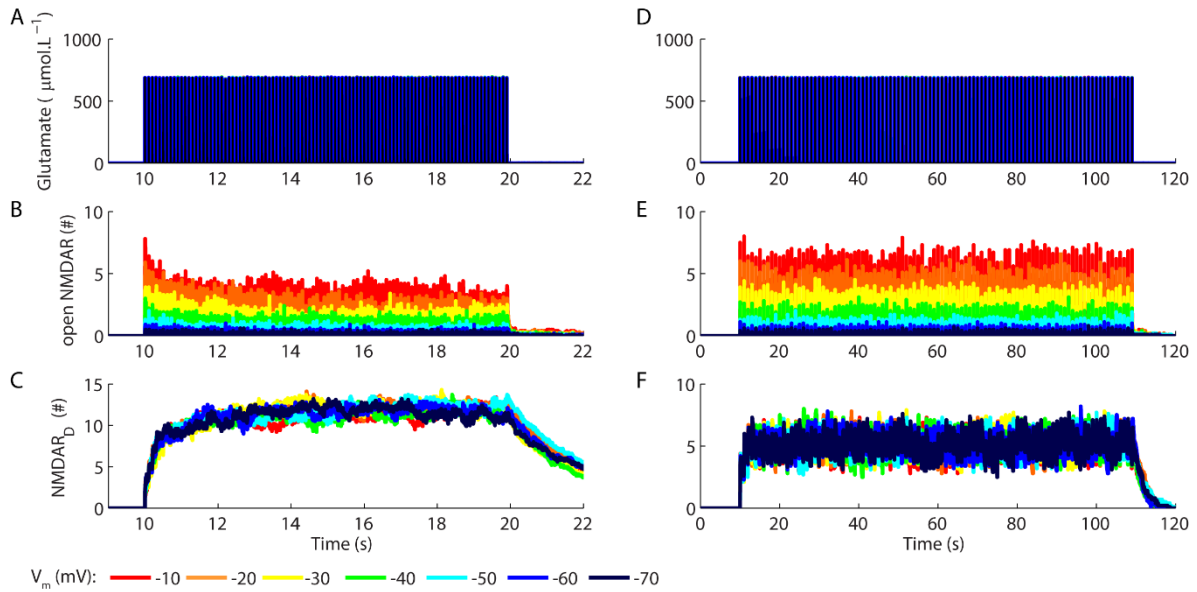 A
Glutamate ( μmol.L⁻¹)
1000
500
0
10 12 14 16 18 20 22
B
open NMDAR (#)
10
5
0
10 12 14 16 18 20 22
C
NMDAR_D (#)
15
10
5
0
10 12 14 16 18 20 22
Time (s)
D
1000
500
0
0 20 40 60 80 100 120
E
10
5
0
0 20 40 60 80 100 120
F
10
5
0
0 20 40 60 80 100 120
Time (s)
V_m (mV): -10 -20 -30 -40 -50 -60 -70